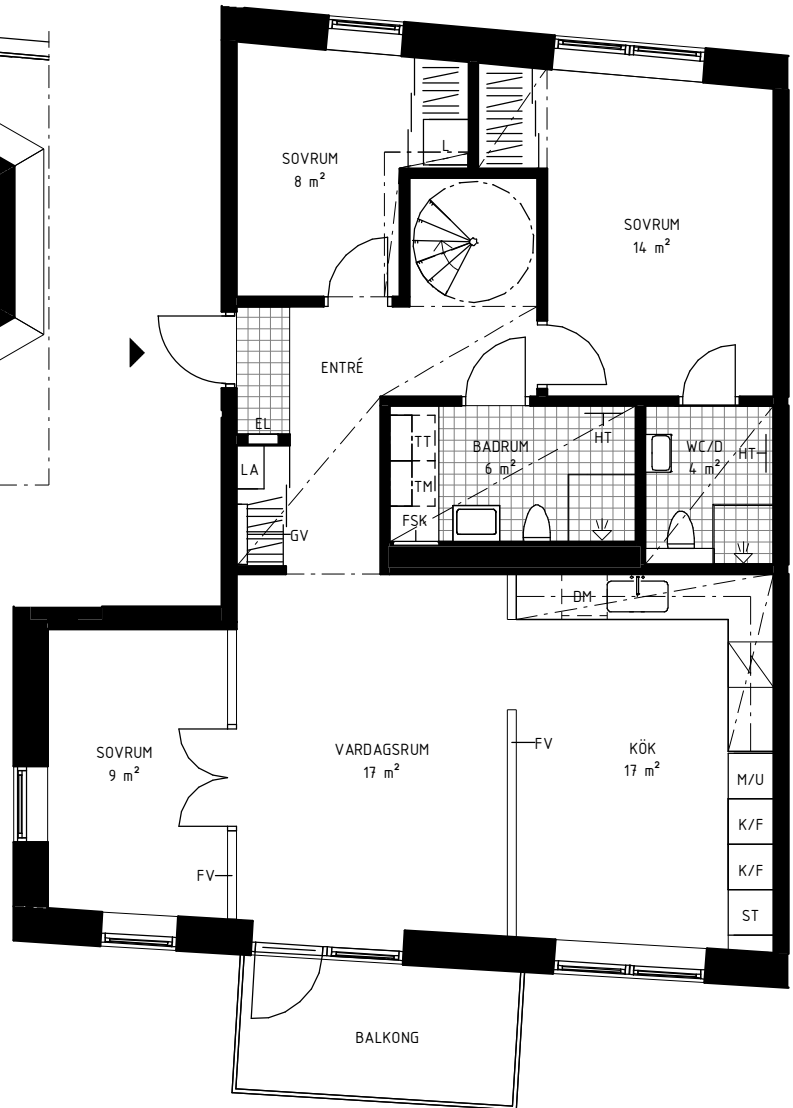 SOVRUM
8 m²
L
SOVRUM
14 m²
ENTRÉ
EL
LA
GV
TT
TM
FSK
BADRUM
6 m²
HT
WC/D
4 m²
HT
DM
SOVRUM
9 m²
FV
VARDAGSRUM
17 m²
FV
KÖK
17 m²
M/U
K/F
K/F
ST
BALKONG